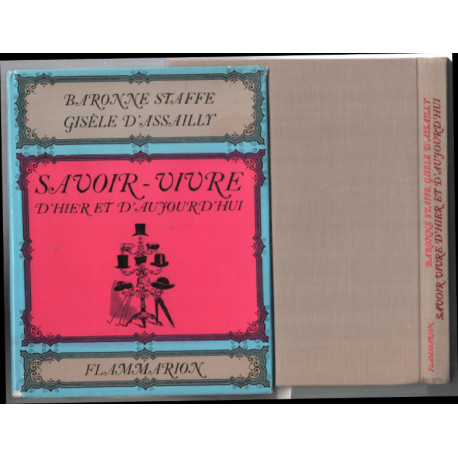 BARONNE STAFFE
GISÈLE D'ASSAILLY
SAVOIR-VIVRE
D'HIER ET D'AUJOURD'HUI
FLAMMARION
BARONNE STAFFE GISÈLE D'ASSAILLY
SAVOIR VIVRE D'HIER ET D'AUJOURD'HUI
FLAMMARION